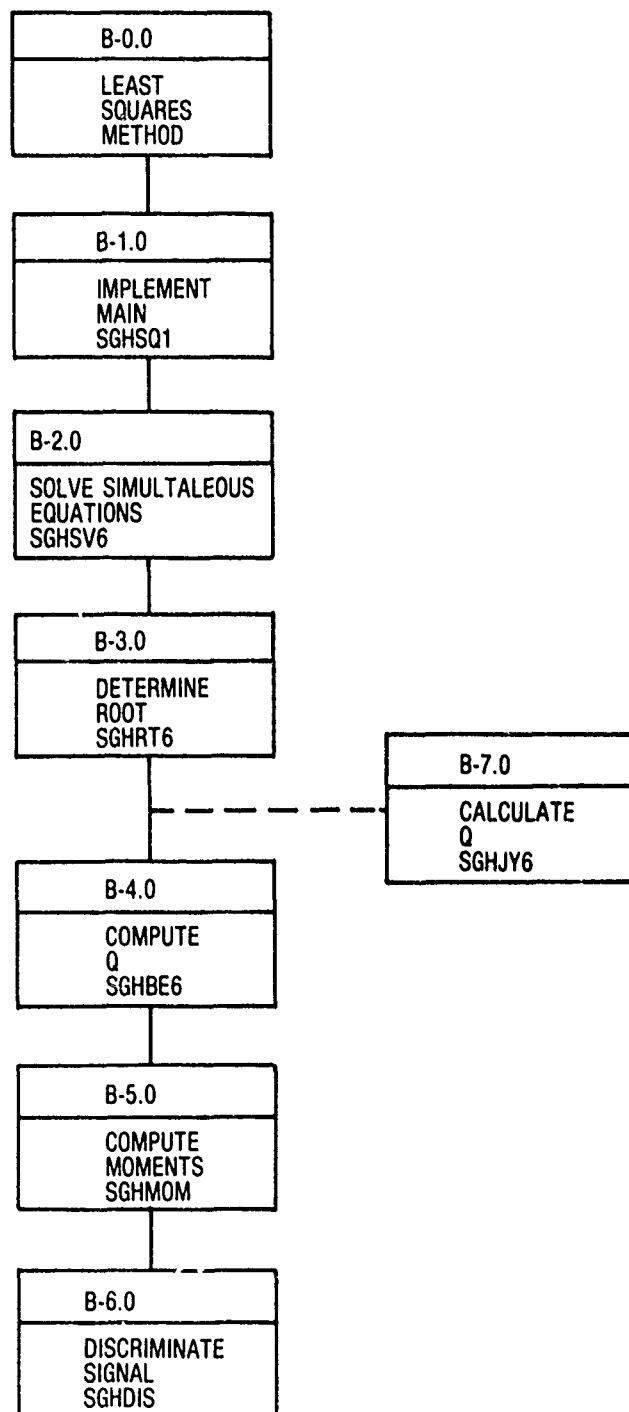 B-0.0
LEAST
SQUARES
METHOD
B-1.0
IMPLEMENT
MAIN
SGHSQ1
B-2.0
SOLVE SIMULTALEOUS
EQUATIONS
SGHSV6
B-3.0
DETERMINE
ROOT
SGHRT6
B-7.0
CALCULATE
Q
SGHJY6
B-4.0
COMPUTE
Q
SGHBE6
B-5.0
COMPUTE
MOMENTS
SGHMOM
B-6.0
DISCRIMINATE
SIGNAL
SGHDIS